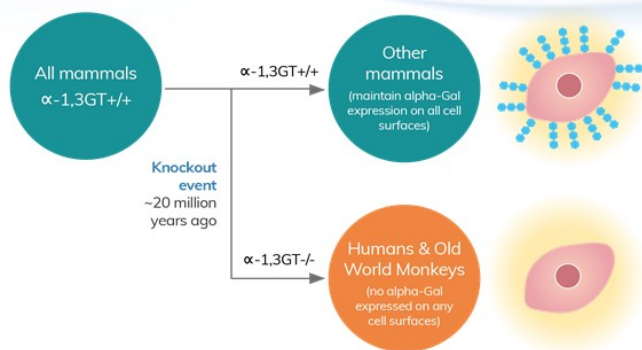 All mammals
∝-1,3GT+/+
∝-1,3GT+/+
Other
mammals
(maintain alpha-Gal
expression on all cell
surfaces)
Knockout
event
~20 million
years ago
∝-1,3GT-/-
Humans & Old
World Monkeys
(no alpha-Gal
expressed on any
cell surfaces)